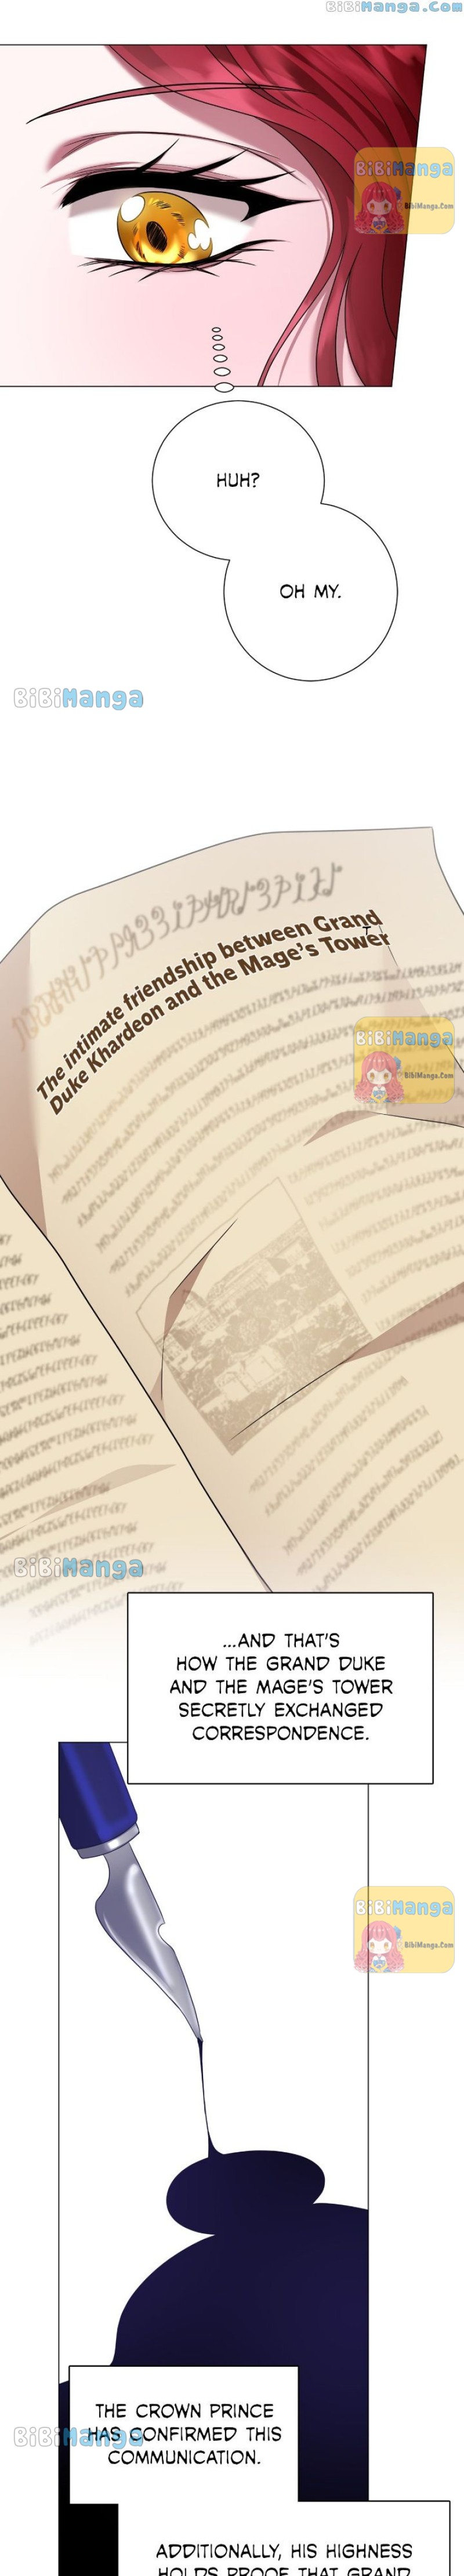 BiBiManga.Com
BiBiManga
BibiManga.Com
HUH?
OH MY.
BiBiManga
The intimate friendship between Grand
Duke Khardeon and the Mage's Tower
BiBiManga
BibiManga.Com
BiBiManga
...AND THAT'S
HOW THE GRAND DUKE
AND THE MAGE'S TOWER
SECRETLY EXCHANGED
CORRESPONDENCE.
BiBiManga
BibiManga.Com
THE CROWN PRINCE
HAS CONFIRMED THIS
COMMUNICATION.
BiBiManga
ADDITIONALLY, HIS HIGHNESS
HOLDS PROOF THAT GRAND